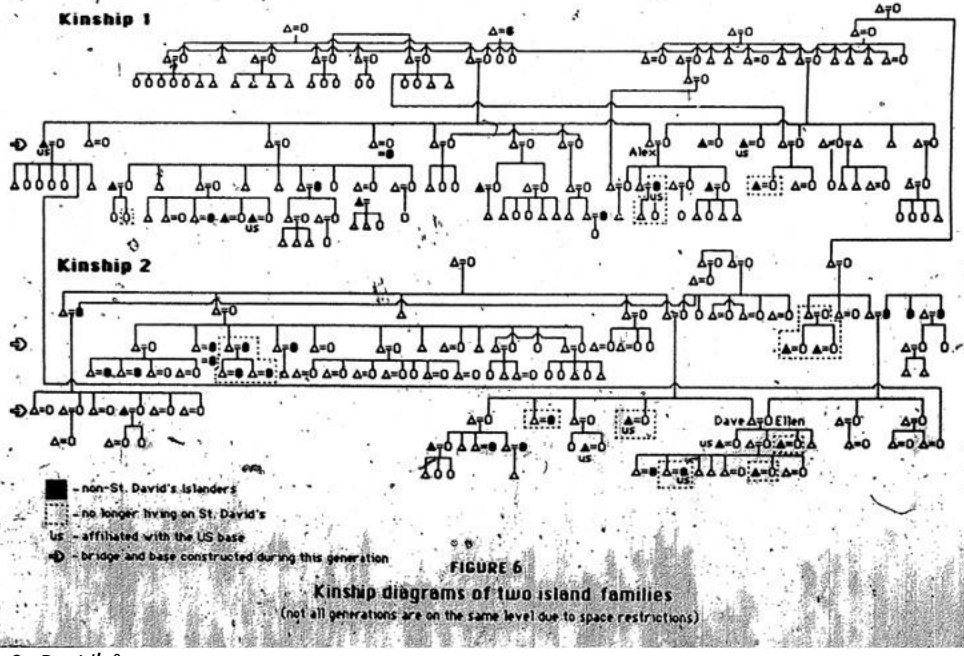 Kinship 1
us
Alex
us
us
us
Kinship 2
us
us
Dave
Ellen
us
us
- non-St. David's Islanders
- no longer living on St. David's
us - affiliated with the US base
- bridge and base constructed during this generation
FIGURE 6
Kinship diagrams of two island families
(not all generations are on the same level due to space restrictions)